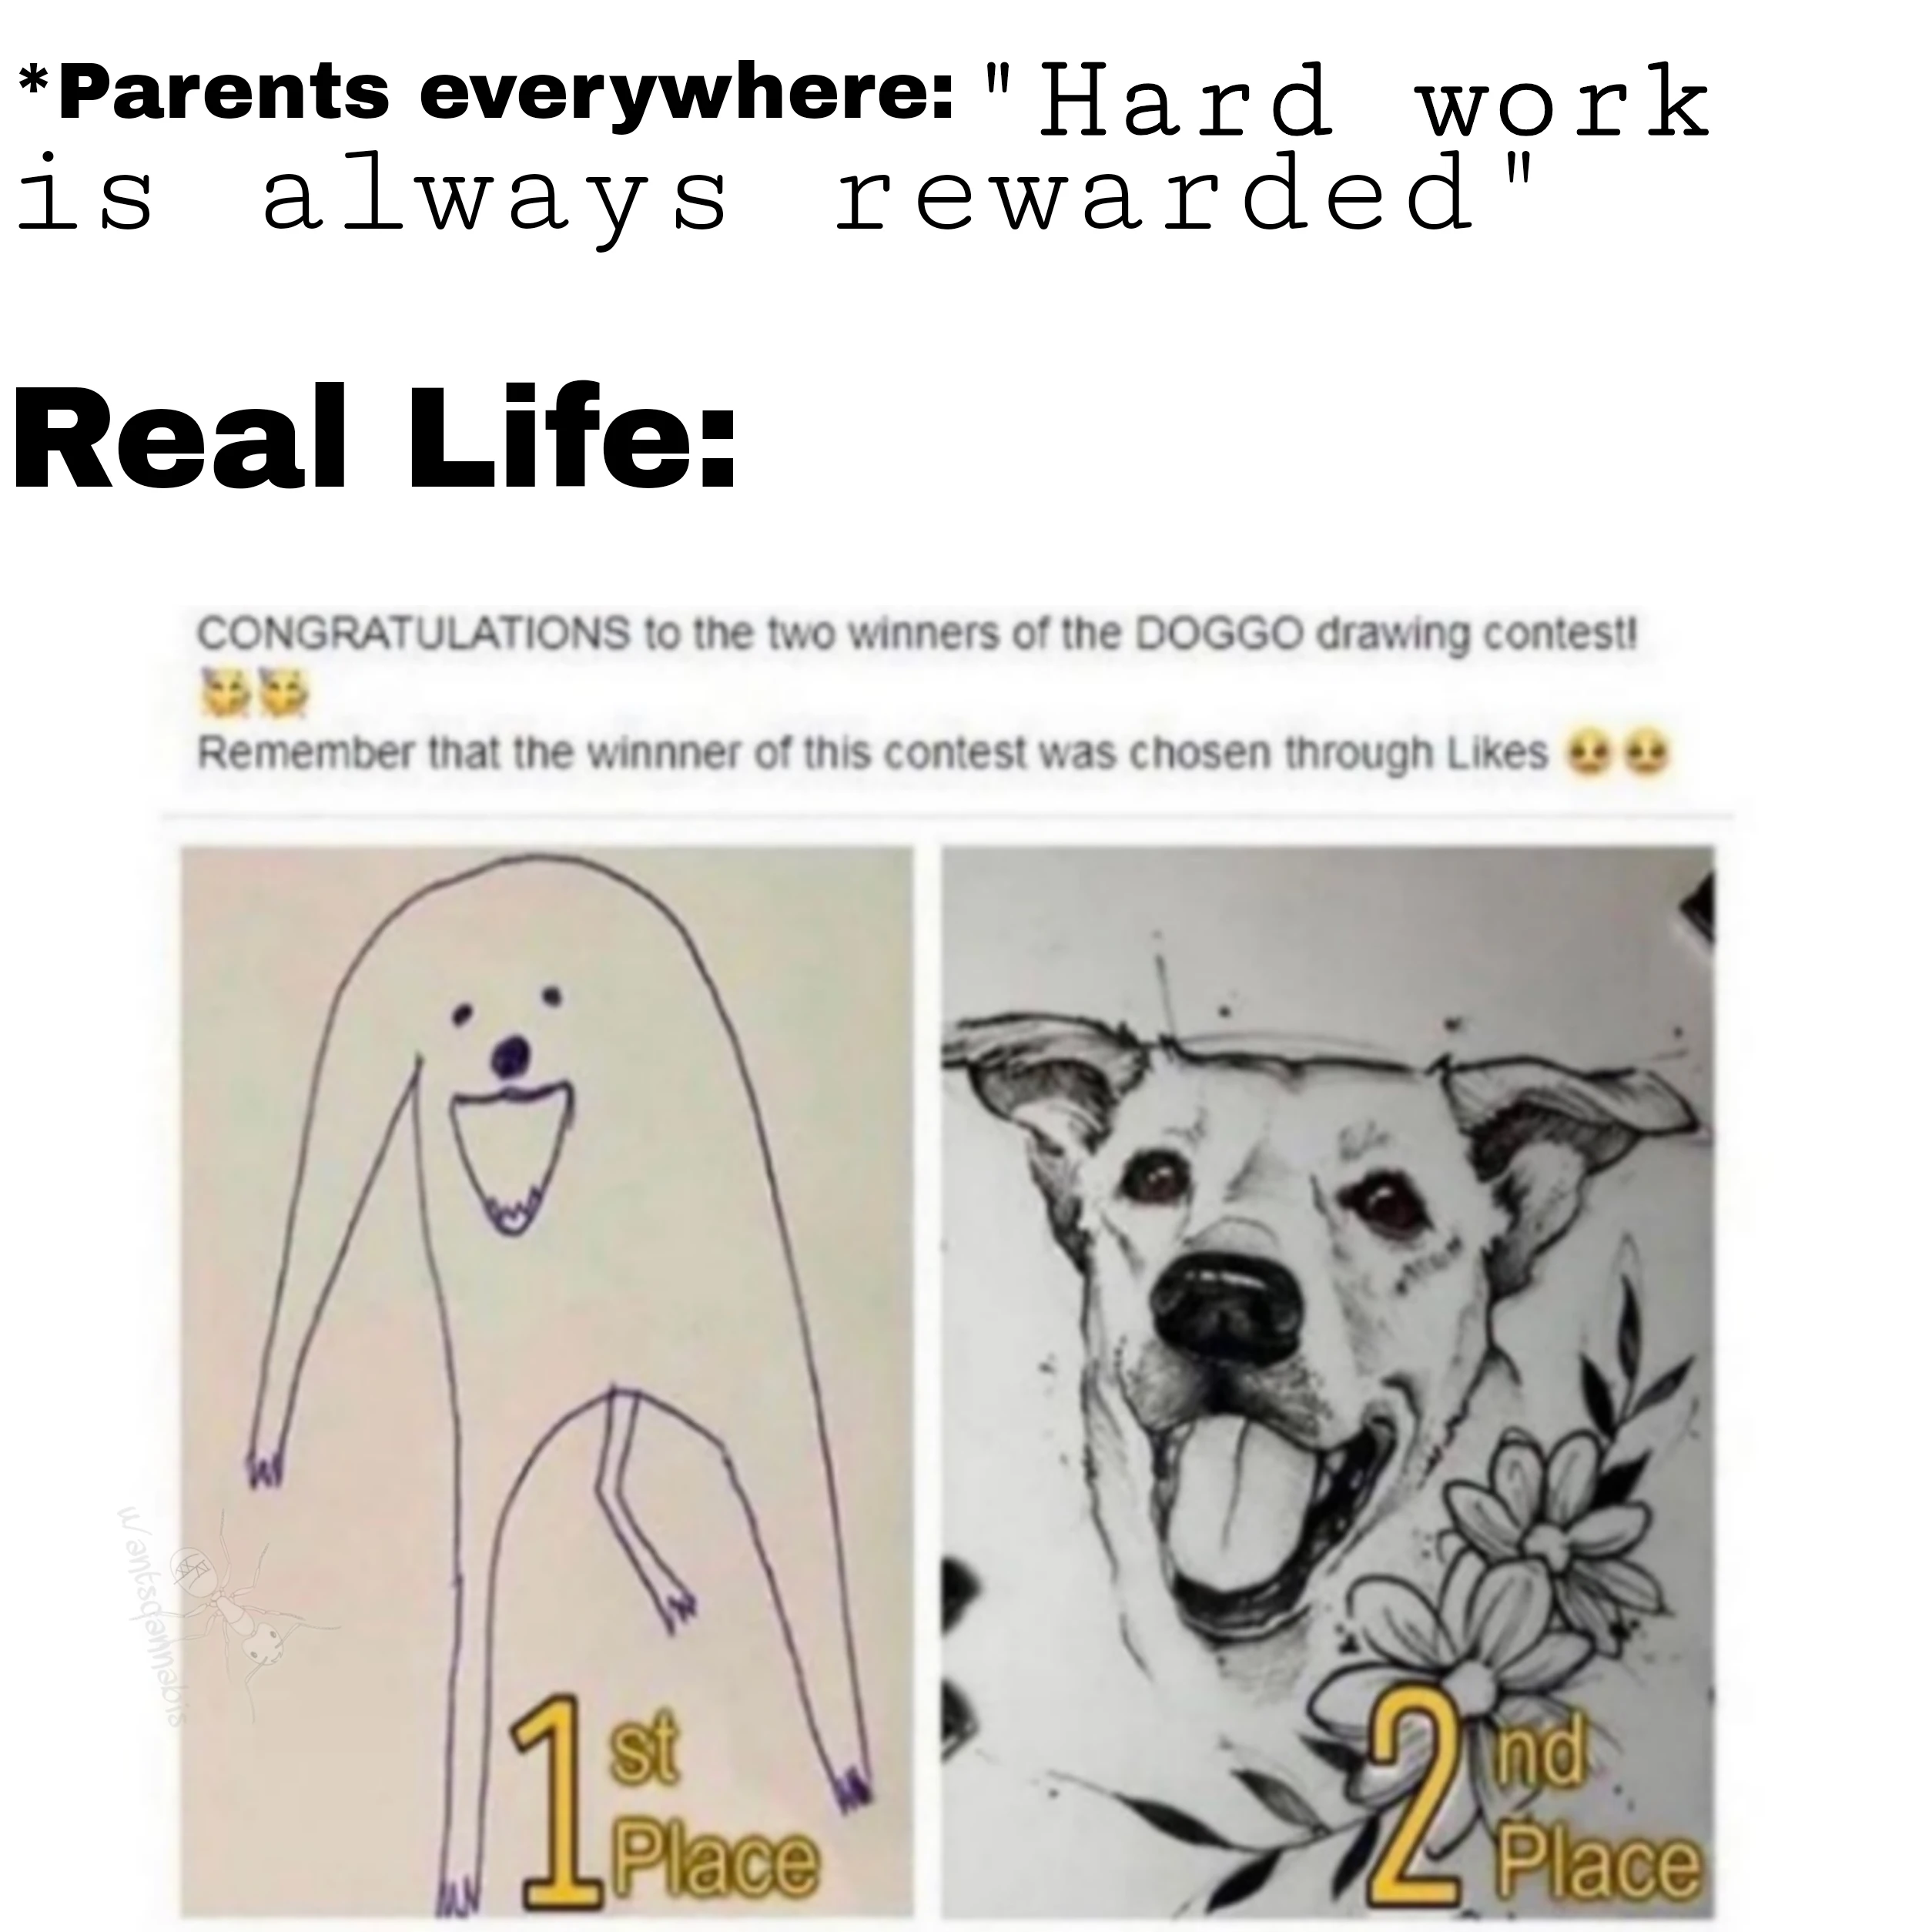 *Parents everywhere: "Hard work
is always rewarded"
Real Life:
CONGRATULATIONS to the two winners of the DOGGO drawing contest!
Remember that the winnner of this contest was chosen through Likes
1st Place
2nd Place
wantsqannabis